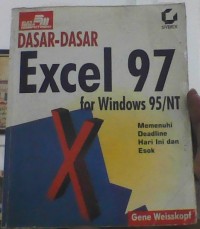 DASAR-DASAR
Excel 97
for Windows 95/NT
Memenuhi
Deadline
Hari Ini dan
Esok
X
Gene Weisskopf